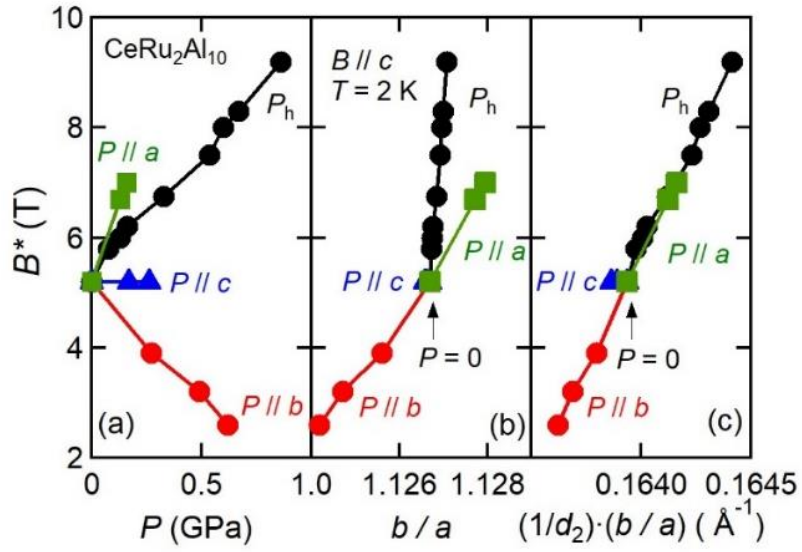 10
8
6
4
2
B* (T)
CeRu₂Al₁₀
Pₕ
P // a
P // c
P // b
(a)
0
0.5
1.0
P (GPa)
B // c
T = 2 K
Pₕ
P // a
P // c
P = 0
P // b
(b)
1.126
1.128
b / a
Pₕ
P // a
P // c
P = 0
P // b
(c)
0.1640
0.1645
(1/d₂)·(b / a) ( Å⁻¹)